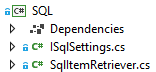 SQL
Dependencies
C# ISqlSettings.cs
C# SqlItemRetriever.cs